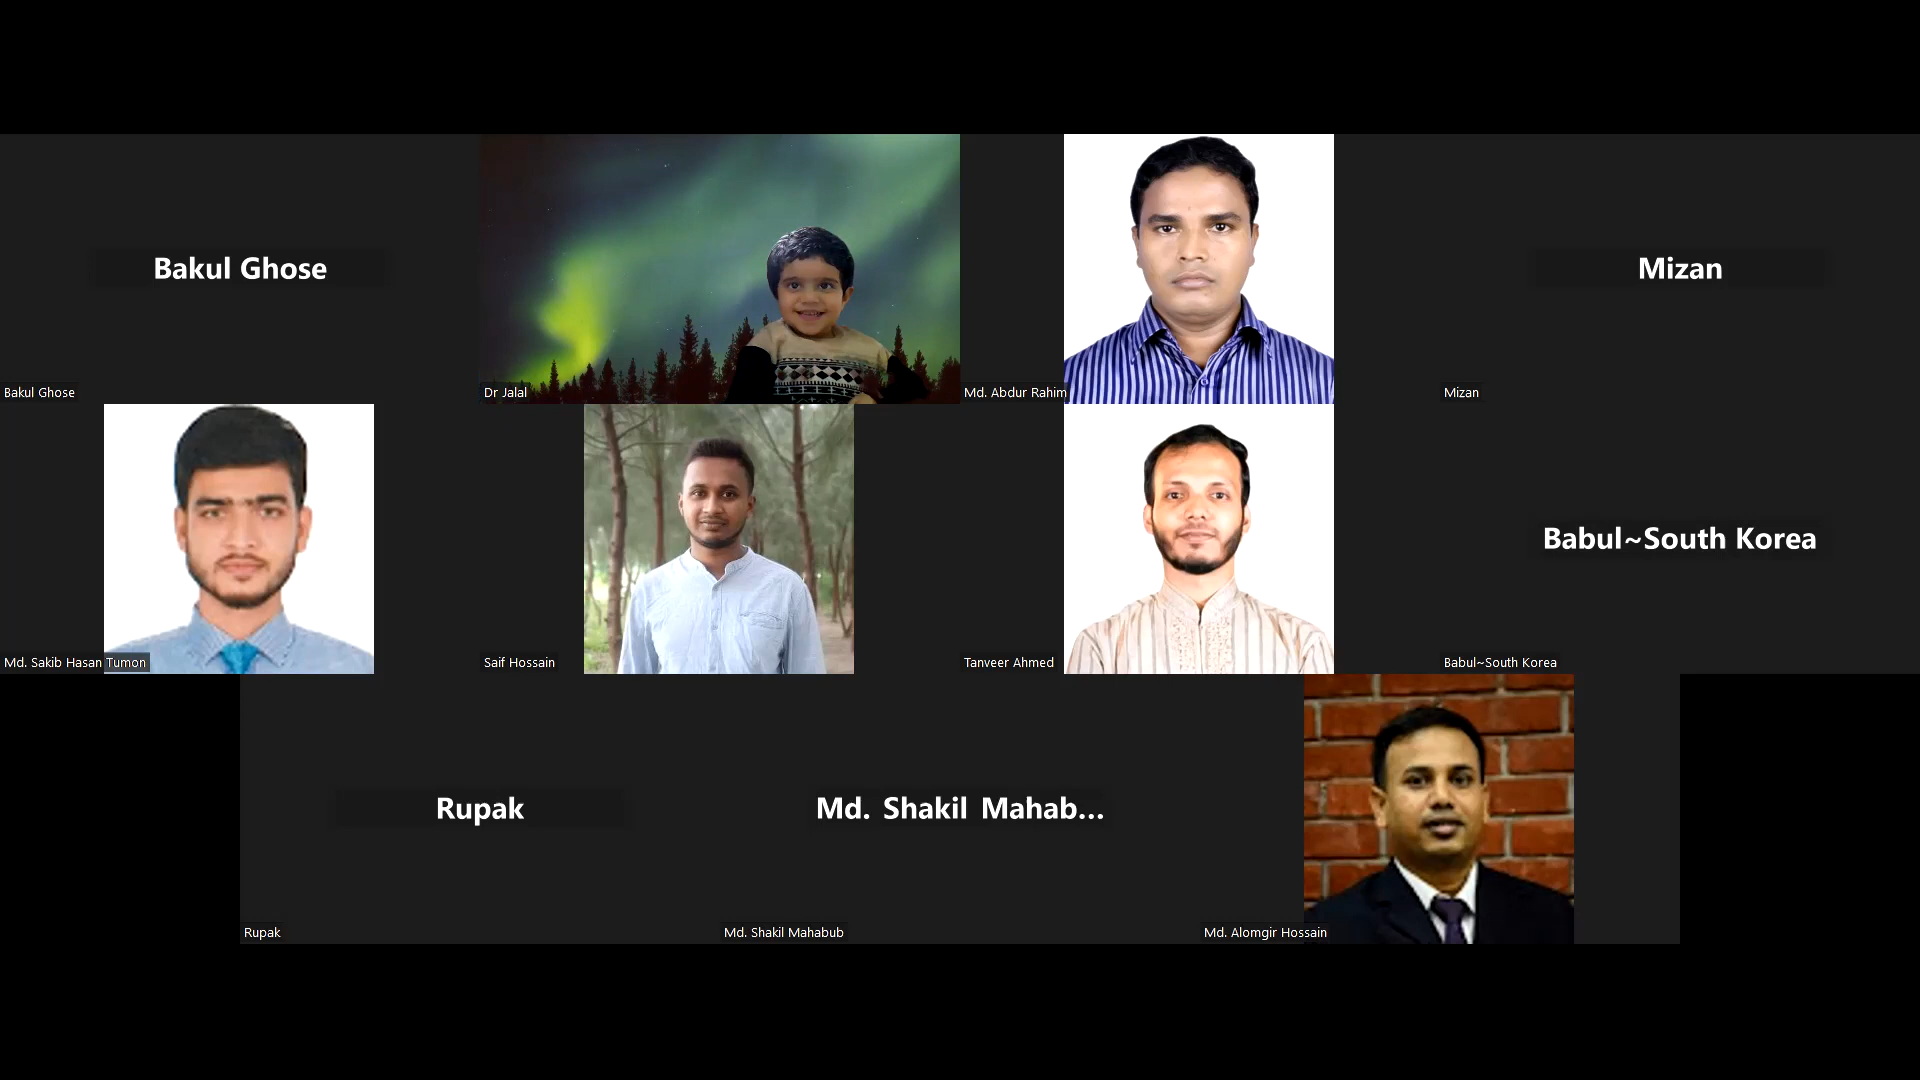 Bakul Ghose
Bakul Ghose
Dr Jalal
Md. Abdur Rahim
Mizan
Mizan
Md. Sakib Hasan Tumon
Saif Hossain
Tanveer Ahmed
Babul~South Korea
Babul~South Korea
Rupak
Rupak
Md. Shakil Mahab...
Md. Shakil Mahabub
Md. Alomgir Hossain